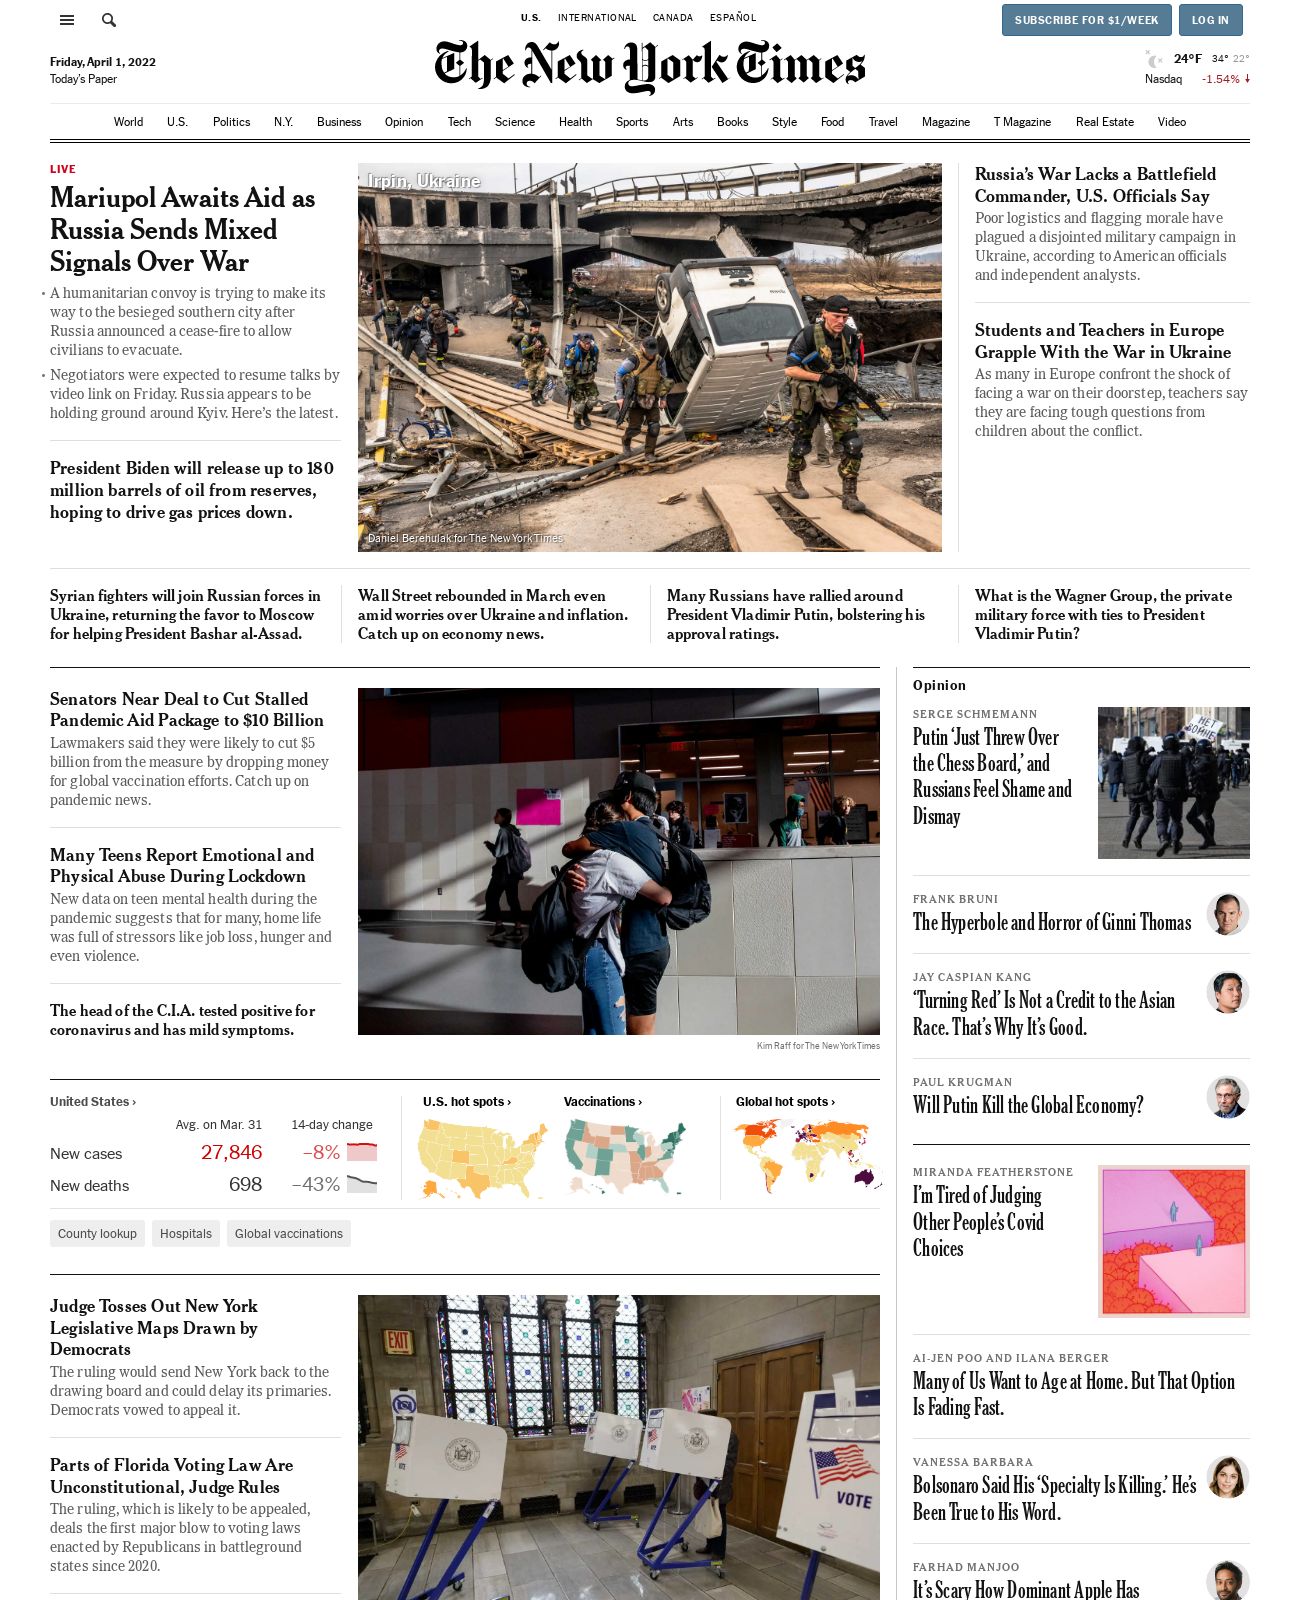 U.S. INTERNATIONAL CANADA ESPAÑOL
SUBSCRIBE FOR $1/WEEK
LOG IN
Friday, April 1, 2022
Today's Paper
The New York Times
24°F 34° 22°
Nasdaq -1.54%
World U.S. Politics N.Y. Business Opinion Tech Science Health Sports Arts Books Style Food Travel Magazine T Magazine Real Estate Video
LIVE
Mariupol Awaits Aid as
Russia Sends Mixed
Signals Over War
A humanitarian convoy is trying to make its
way to the besieged southern city after
Russia announced a cease-fire to allow
civilians to evacuate.
Negotiators were expected to resume talks by
video link on Friday. Russia appears to be
holding ground around Kyiv. Here's the latest.
President Biden will release up to 180
million barrels of oil from reserves,
hoping to drive gas prices down.
Irpin, Ukraine
Daniel Berehulak for The New York Times
Russia's War Lacks a Battlefield
Commander, U.S. Officials Say
Poor logistics and flagging morale have
plagued a disjointed military campaign in
Ukraine, according to American officials
and independent analysts.
Students and Teachers in Europe
Grapple With the War in Ukraine
As many in Europe confront the shock of
facing a war on their doorstep, teachers say
they are facing tough questions from
children about the conflict.
Syrian fighters will join Russian forces in
Ukraine, returning the favor to Moscow
for helping President Bashar al-Assad.
Wall Street rebounded in March even
amid worries over Ukraine and inflation.
Catch up on economy news.
Many Russians have rallied around
President Vladimir Putin, bolstering his
approval ratings.
What is the Wagner Group, the private
military force with ties to President
Vladimir Putin?
Senators Near Deal to Cut Stalled
Pandemic Aid Package to $10 Billion
Lawmakers said they were likely to cut $5
billion from the measure by dropping money
for global vaccination efforts. Catch up on
pandemic news.
Many Teens Report Emotional and
Physical Abuse During Lockdown
New data on teen mental health during the
pandemic suggests that for many, home life
was full of stressors like job loss, hunger and
even violence.
The head of the C.I.A. tested positive for
coronavirus and has mild symptoms.
Kim Raff for The New York Times
United States ›
Avg. on Mar. 31 14-day change
New cases 27,846 –8%
New deaths 698 –43%
U.S. hot spots ›
Vaccinations ›
Global hot spots ›
County lookup
Hospitals
Global vaccinations
Judge Tosses Out New York
Legislative Maps Drawn by
Democrats
The ruling would send New York back to the
drawing board and could delay its primaries.
Democrats vowed to appeal it.
Parts of Florida Voting Law Are
Unconstitutional, Judge Rules
The ruling, which is likely to be appealed,
deals the first major blow to voting laws
enacted by Republicans in battleground
states since 2020.
EXIT
VOTE
Opinion
SERGE SCHMEMANN
Putin ‘Just Threw Over
the Chess Board,’ and
Russians Feel Shame and
Dismay
НЕТ
ВОЙНЕ
FRANK BRUNI
The Hyperbole and Horror of Ginni Thomas
JAY CASPIAN KANG
‘Turning Red’ Is Not a Credit to the Asian
Race. That's Why It's Good.
PAUL KRUGMAN
Will Putin Kill the Global Economy?
MIRANDA FEATHERSTONE
I'm Tired of Judging
Other People's Covid
Choices
AI-JEN POO AND ILANA BERGER
Many of Us Want to Age at Home. But That Option
Is Fading Fast.
VANESSA BARBARA
Bolsonaro Said His ‘Specialty Is Killing.’ He's
Been True to His Word.
FARHAD MANJOO
It's Scary How Dominant Apple Has